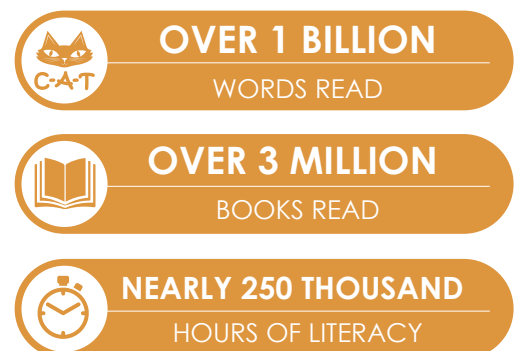 C-A-T
OVER 1 BILLION
WORDS READ
OVER 3 MILLION
BOOKS READ
NEARLY 250 THOUSAND
HOURS OF LITERACY